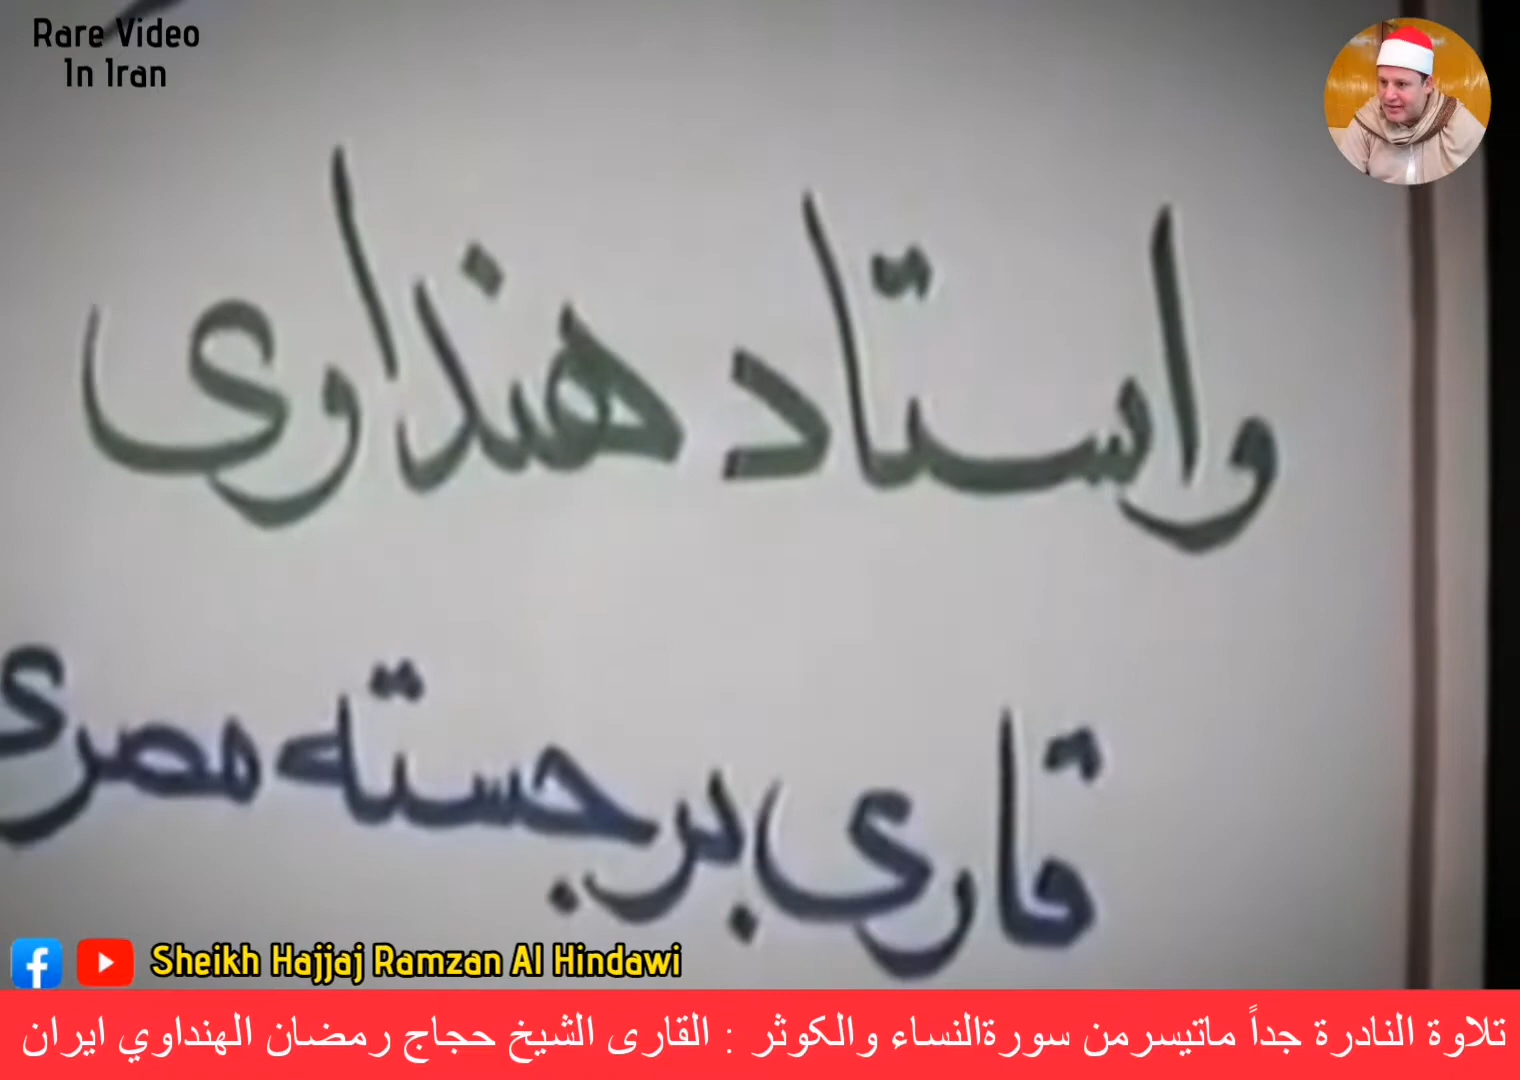 Rare Video
In Iran
واستاد هنداوی
قاری برجسته مصری
Sheikh Hajjaj Ramzan Al Hindawi
تلاوة النادرة جداً ماتيسرمن سورةالنساء والكوثر : القارى الشيخ حجاج رمضان الهنداوي ايران